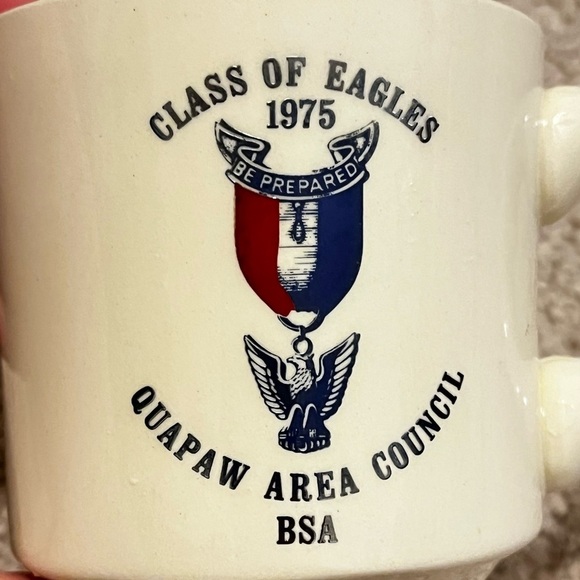 CLASS OF EAGLES
1975
BE PREPARED
QUAPAW AREA COUNCIL
BSA